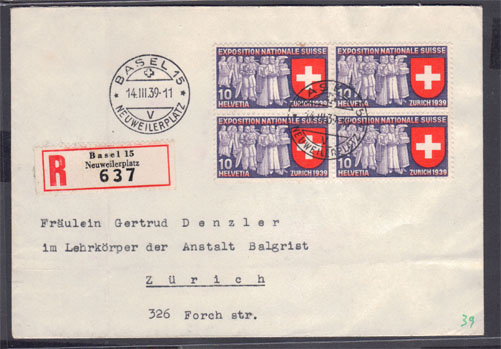 BASEL 15
14.III.39-11
V
NEUWEILERPLATZ
EXPOSITION NATIONALE SUISSE
10
HELVETIA
ZURICH 1939
EXPOSITION NATIONALE SUISSE
10
HELVETIA
ZURICH 1939
EXPOSITION NATIONALE SUISSE
10
HELVETIA
ZURICH 1939
EXPOSITION NATIONALE SUISSE
10
HELVETIA
ZURICH 1939
R
Basel 15
Neuweilerplatz
637
Fräulein Gertrud Denzler
im Lehrkörper der Anstalt Balgrist
Zürich
326 Forch str.
39